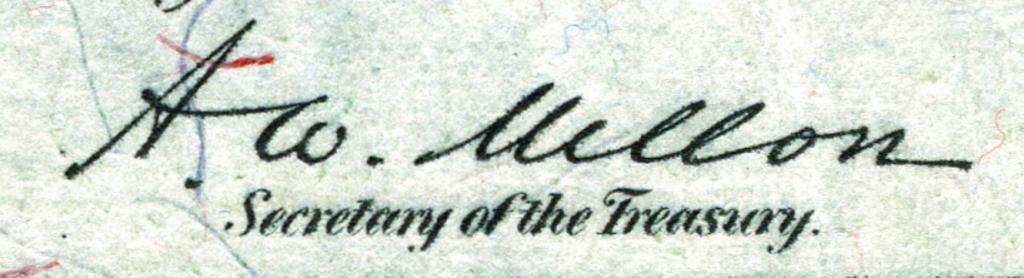 A. W. Mellon
Secretary of the Treasury.